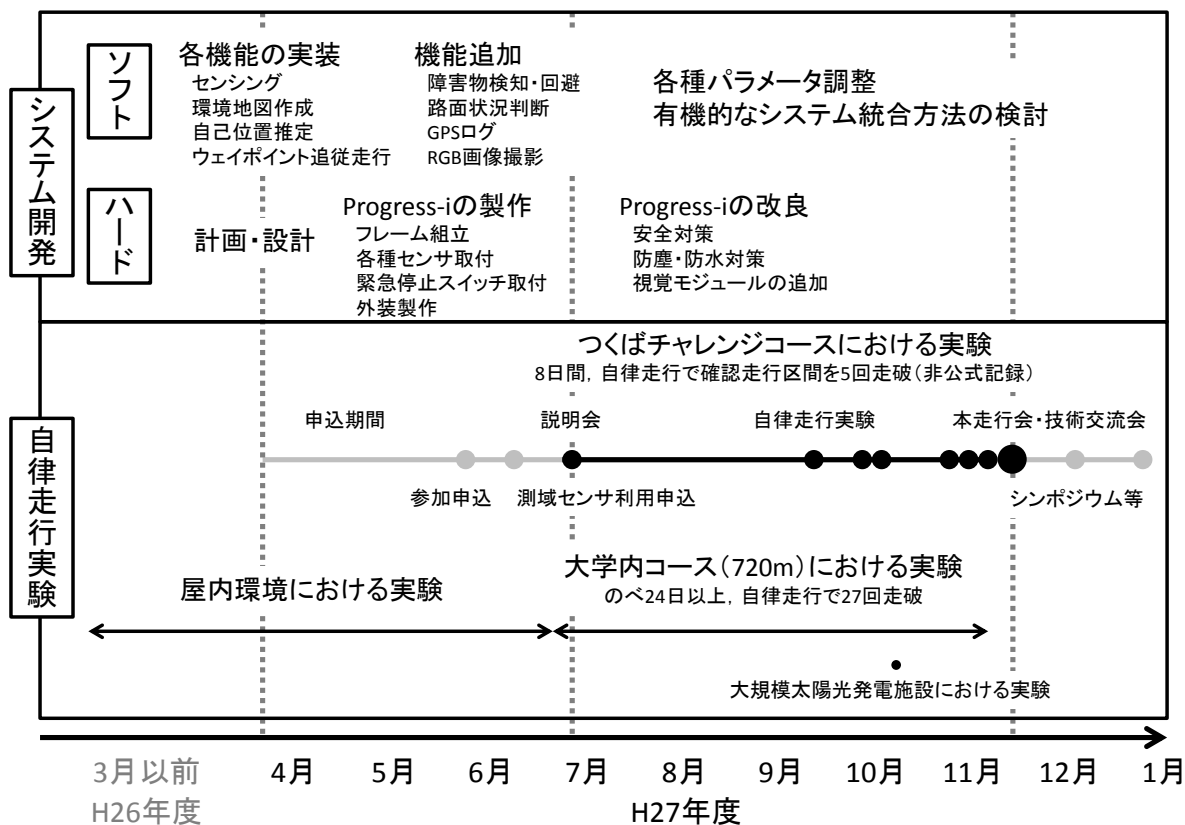 システム開発
ソフト
各機能の実装
センシング
環境地図作成
自己位置推定
ウェイポイント追従走行
機能追加
障害物検知・回避
路面状況判断
GPSログ
RGB画像撮影
各種パラメータ調整
有機的なシステム統合方法の検討
ハード
計画・設計
Progress-iの製作
フレーム組立
各種センサ取付
緊急停止スイッチ取付
外装製作
Progress-iの改良
安全対策
防塵・防水対策
視覚モジュールの追加
自律走行実験
つくばチャレンジコースにおける実験
8日間，自律走行で確認走行区間を5回走破（非公式記録）
申込期間
説明会
自律走行実験
本走行会・技術交流会
参加申込
測域センサ利用申込
シンポジウム等
屋内環境における実験
大学内コース（720m）における実験
のべ24日以上，自律走行で27回走破
大規模太陽光発電施設における実験
3月以前
4月
5月
6月
7月
8月
9月
10月
11月
12月
1月
H26年度
H27年度